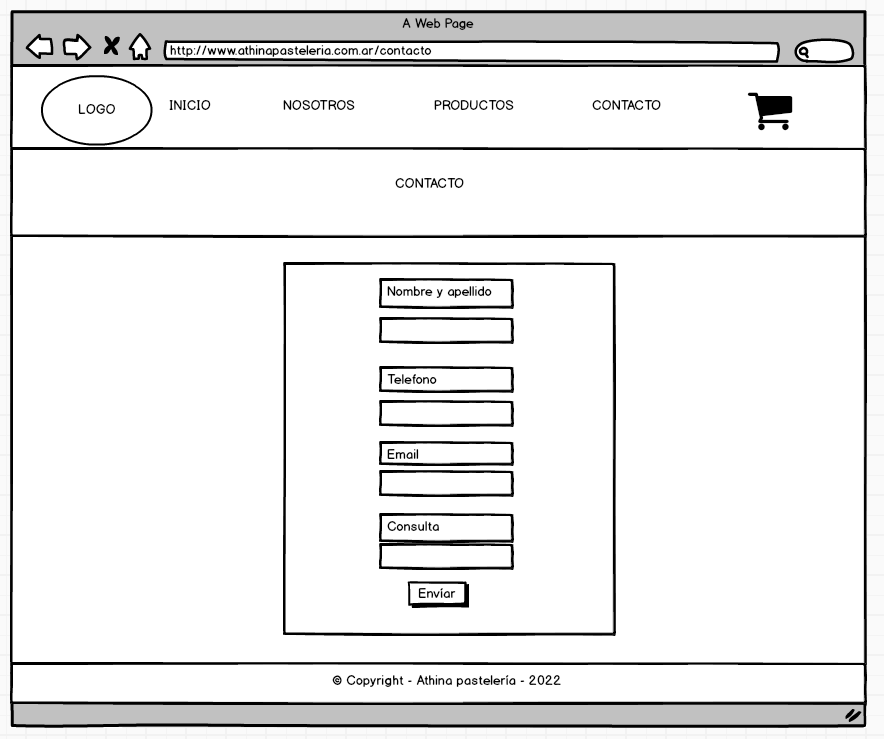 A Web Page
http://www.athinapasteleria.com.ar/contacto
LOGO INICIO NOSOTROS PRODUCTOS CONTACTO
CONTACTO
Nombre y apellido
Telefono
Email
Consulta
Envíar
© Copyright - Athina pastelería - 2022